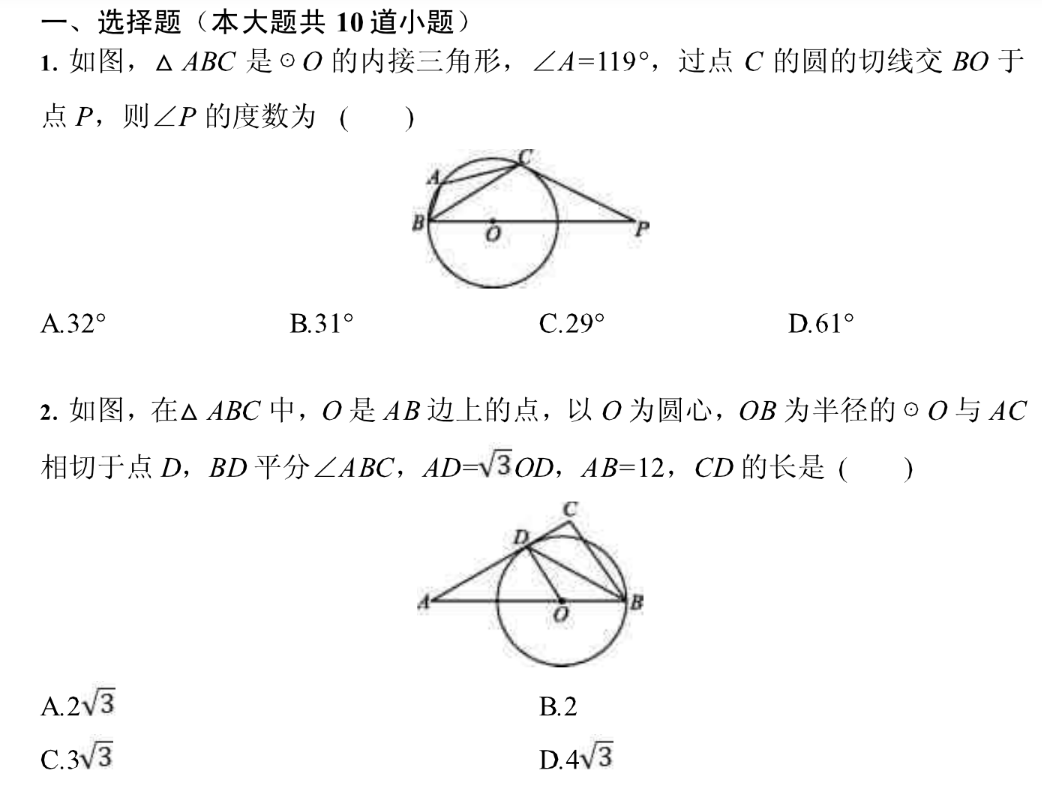 一、选择题（本大题共 10 道小题）
1. 如图，△ ABC 是⊙O 的内接三角形，∠A=119°，过点 C 的圆的切线交 BO 于
点 P，则∠P 的度数为 (  )
C
A
B
O
P
A.32°  B.31°  C.29°  D.61°
2. 如图，在△ ABC 中，O 是 AB 边上的点，以 O 为圆心，OB 为半径的⊙O 与 AC
相切于点 D，BD 平分∠ABC，AD=√3OD，AB=12，CD 的长是 (  )
C
D
A
O
B
A.2√3  B.2
C.3√3  D.4√3